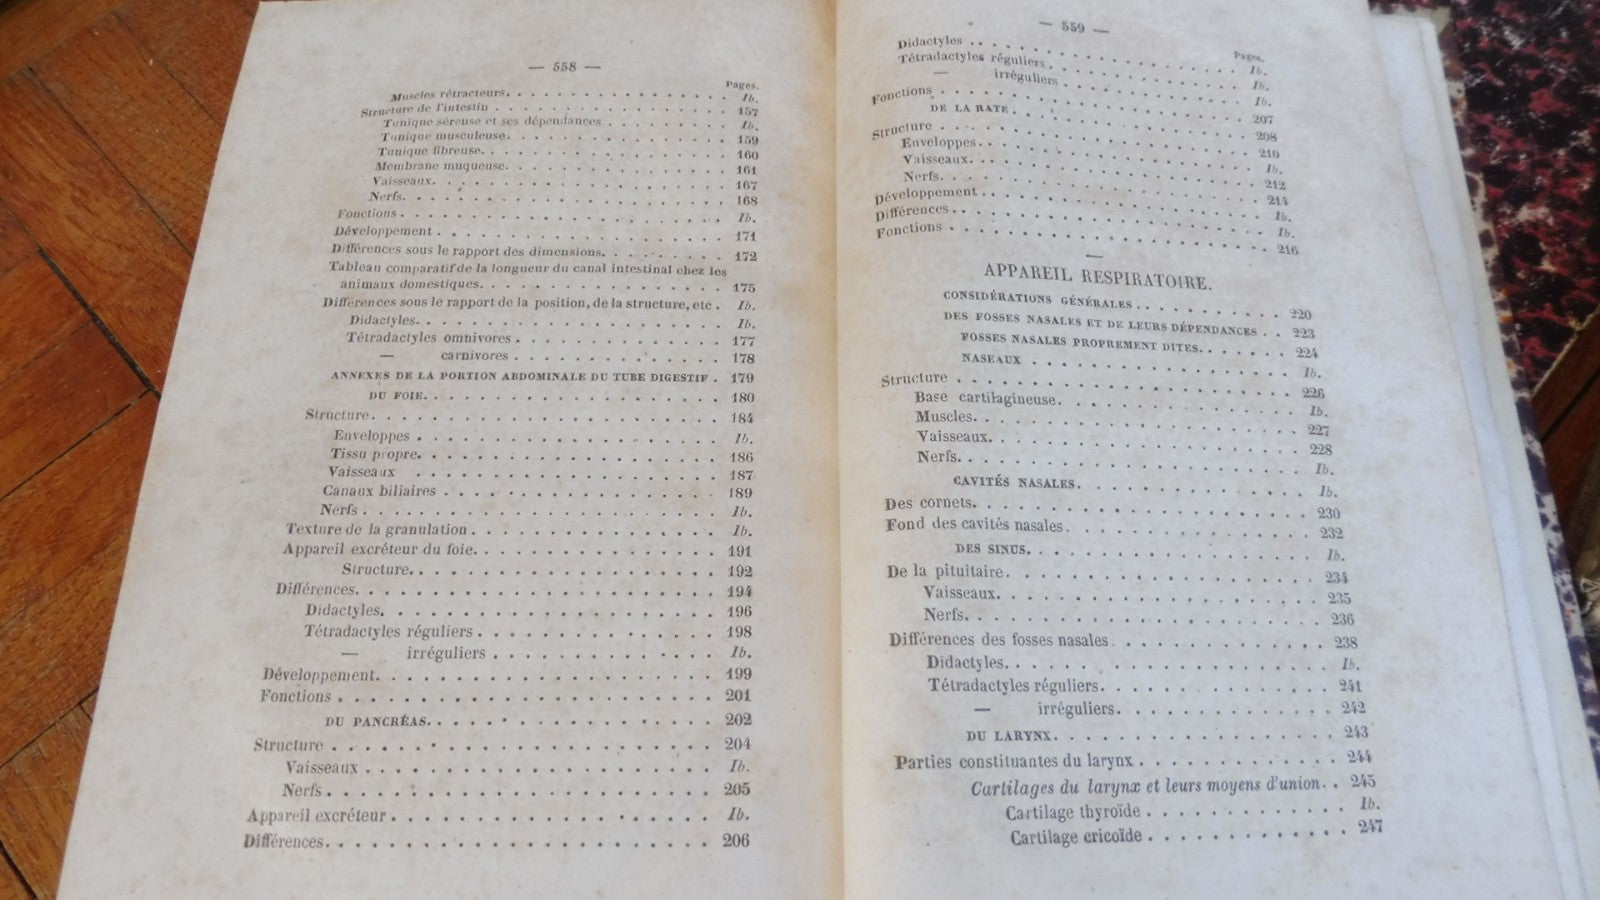 — 558 —
Pages.
Muscles rétracteurs. Ib.
Structure de l'intestin 157
Tunique séreuse et ses dépendances Ib.
Tunique musculeuse. 159
Tunique fibreuse. 160
Membrane muqueuse. 161
Vaisseaux. 167
Nerfs. 168
Fonctions Ib.
Développement 171
Différences sous le rapport des dimensions. 172
Tableau comparatif de la longueur du canal intestinal chez les
animaux domestiques. 175
Différences sous le rapport de la position, de la structure, etc. Ib.
Didactyles. Ib.
Tétradactyles omnivores 177
— carnivores 178
ANNEXES DE LA PORTION ABDOMINALE DU TUBE DIGESTIF. 179
DU FOIE. 180
Structure. 184
Enveloppes Ib.
Tissu propre. 186
Vaisseaux 187
Canaux biliaires 189
Nerfs Ib.
Texture de la granulation Ib.
Appareil excréteur du foie. 191
Structure. 192
Différences. 194
Didactyles. 196
Tétradactyles réguliers 198
— irréguliers Ib.
Développement. 199
Fonctions 201
DU PANCRÉAS. 202
Structure 204
Vaisseaux Ib.
Nerfs 205
Appareil excréteur Ib.
Différences. 206
— 559 —
Pages.
Didactyles Ib.
Tétradactyles réguliers Ib.
— irréguliers Ib.
Fonctions 207
DE LA RATE. 208
Structure 210
Enveloppes. Ib.
Vaisseaux. 212
Nerfs. 214
Développement Ib.
Différences Ib.
Fonctions 216
—
APPAREIL RESPIRATOIRE.
CONSIDÉRATIONS GÉNÉRALES 220
DES FOSSES NASALES ET DE LEURS DÉPENDANCES 223
FOSSES NASALES PROPREMENT DITES. 224
NASEAUX Ib.
Structure 226
Base cartilagineuse. Ib.
Muscles. 227
Vaisseaux. 228
Nerfs. Ib.
CAVITÉS NASALES. Ib.
Des cornets. 230
Fond des cavités nasales. 232
DES SINUS. Ib.
De la pituitaire. 234
Vaisseaux. 235
Nerfs. 236
Différences des fosses nasales. 238
Didactyles. Ib.
Tétradactyles réguliers. 241
— irréguliers. 242
DU LARYNX. 243
Parties constituantes du larynx 244
Cartilages du larynx et leurs moyens d'union. 245
Cartilage thyroïde Ib.
Cartilage cricoïde 247